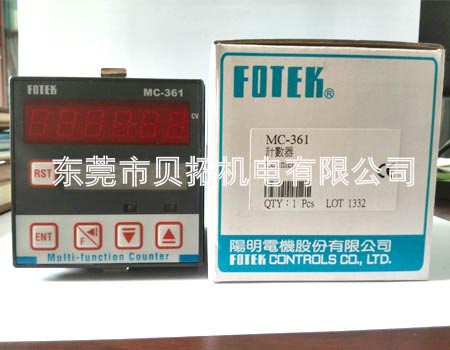 FOTEK
MC-361
CV
RST
ENT
F
Multi-function Counter
FOTEK®
MC-361
計數器
QTY : 1 Pcs LOT 1332
CE
陽明電機股份有限公司
FOTEK CONTROLS CO., LTD.
东莞市贝拓机电有限公司